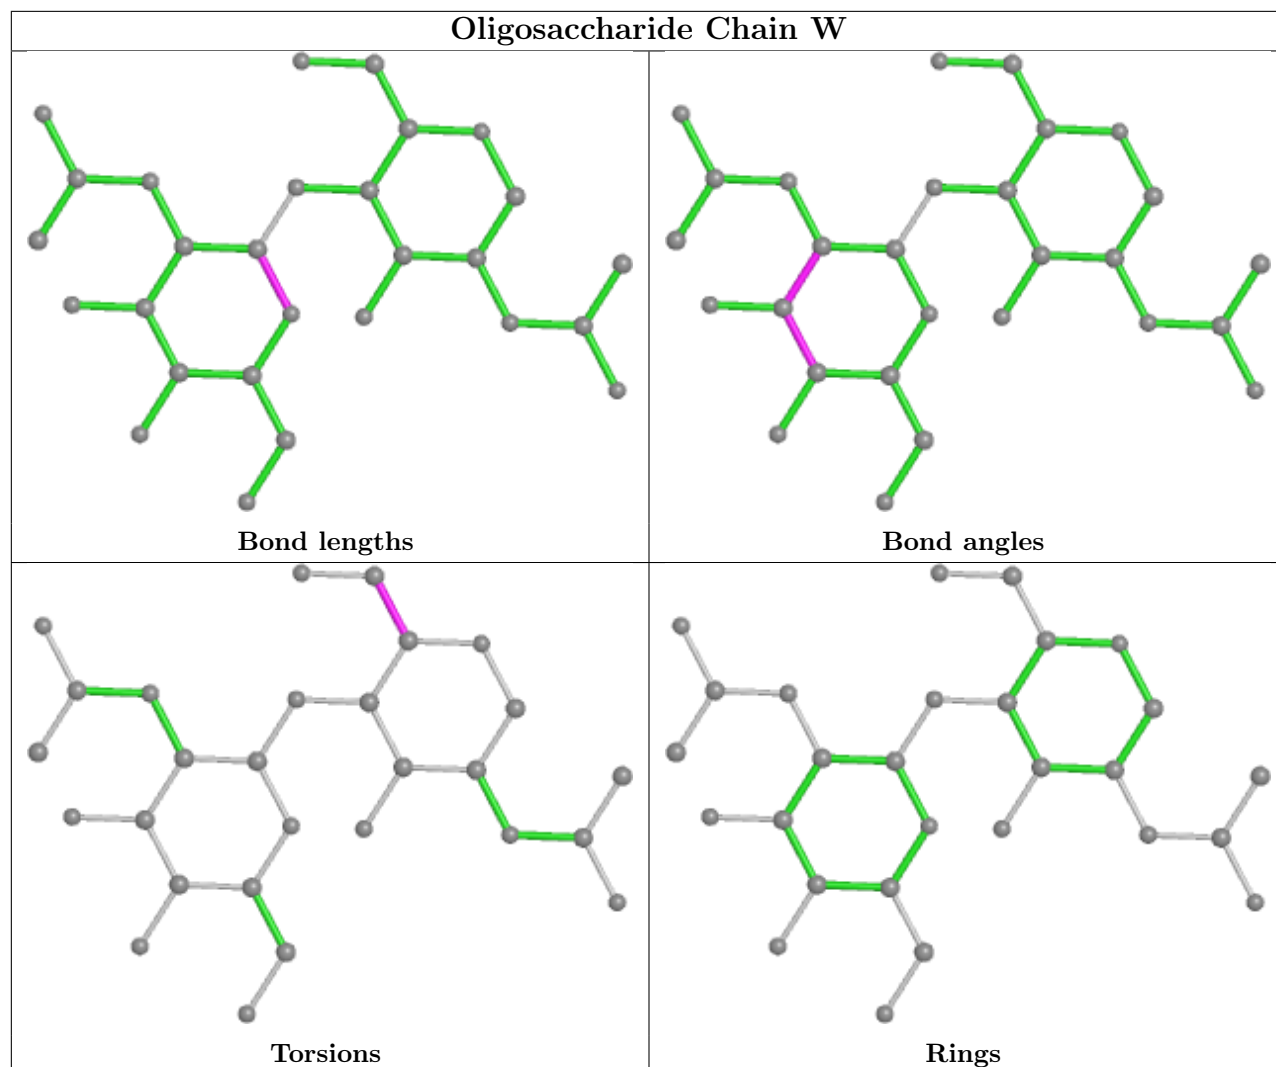 Oligosaccharide Chain W
Bond lengths
Bond angles
Torsions
Rings